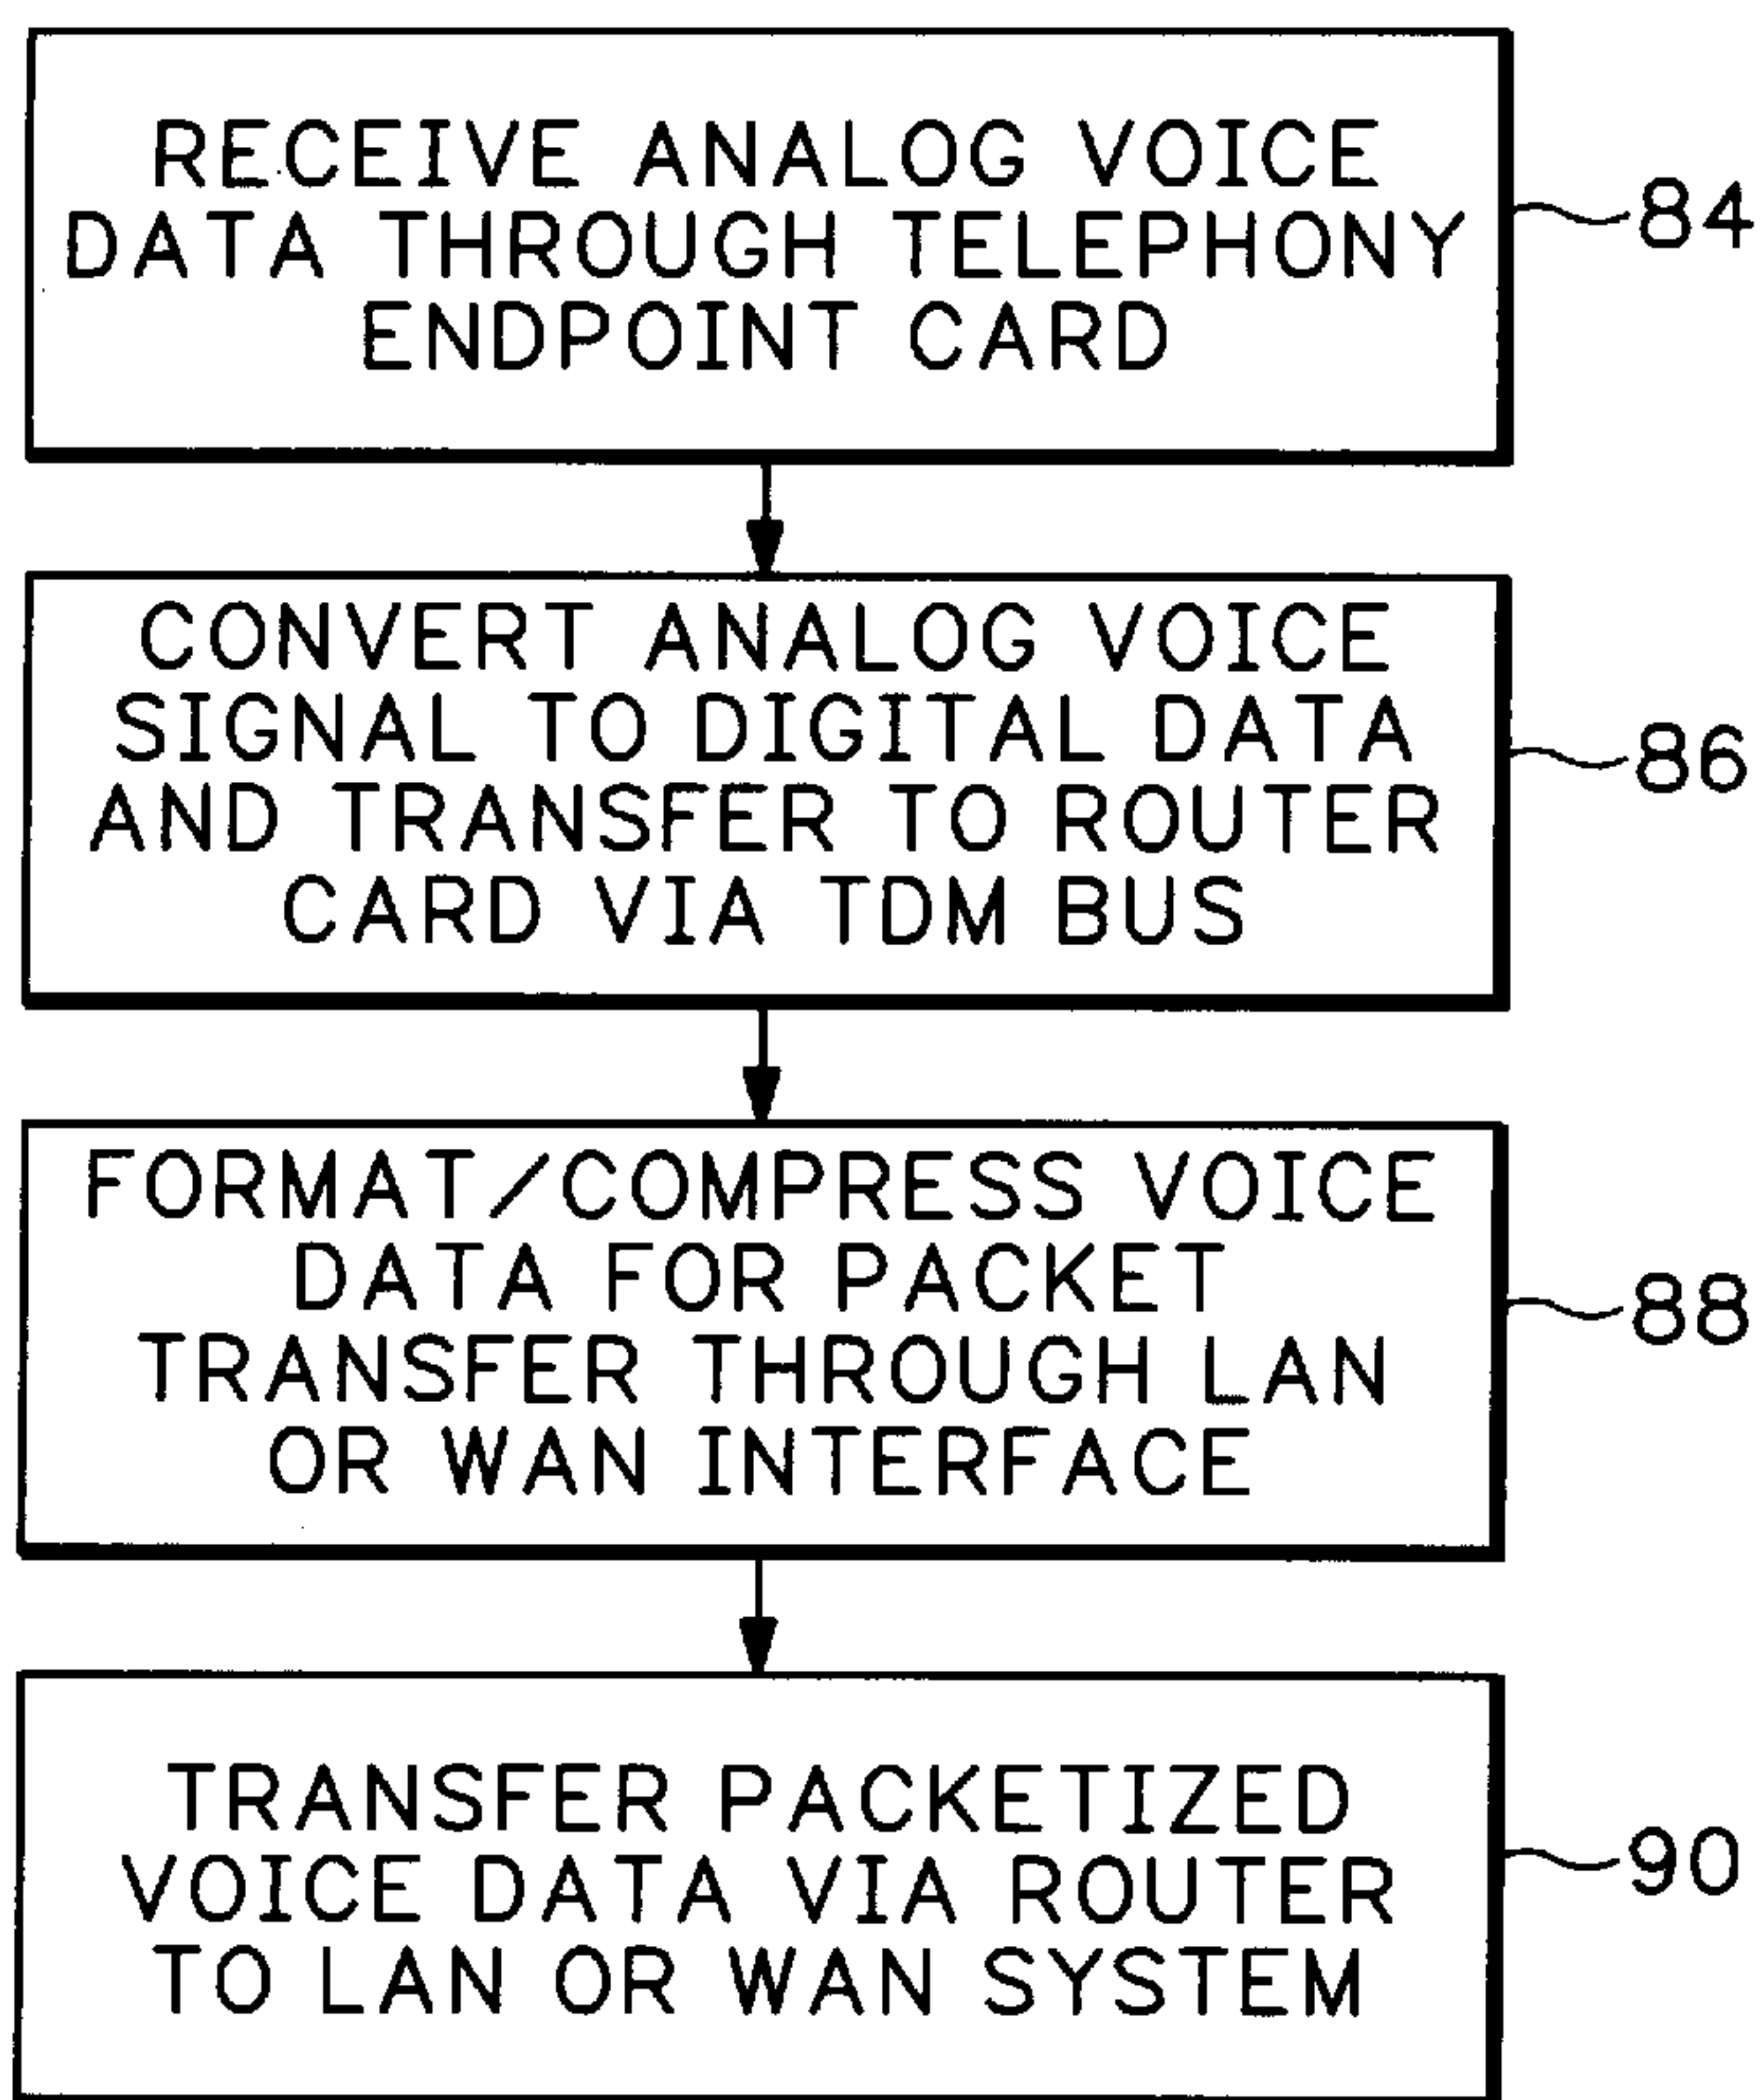 RECEIVE ANALOG VOICE
DATA THROUGH TELEPHONY
ENDPOINT CARD
84
CONVERT ANALOG VOICE
SIGNAL TO DIGITAL DATA
AND TRANSFER TO ROUTER
CARD VIA TDM BUS
86
FORMAT/COMPRESS VOICE
DATA FOR PACKET
TRANSFER THROUGH LAN
OR WAN INTERFACE
88
TRANSFER PACKETIZED
VOICE DATA VIA ROUTER
TO LAN OR WAN SYSTEM
90